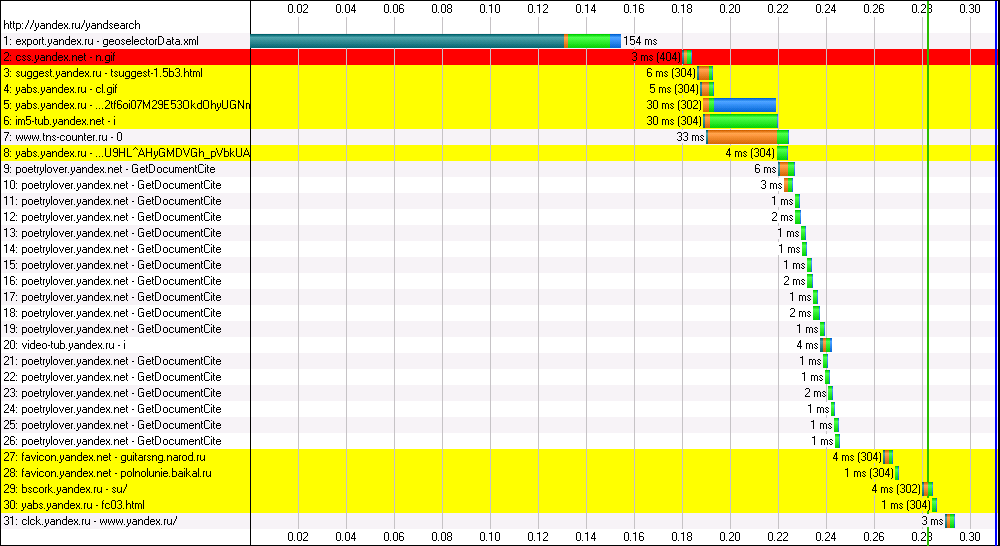 0.02 0.04 0.06 0.08 0.10 0.12 0.14 0.16 0.18 0.20 0.22 0.24 0.26 0.28 0.30
http://yandex.ru/yandsearch
1: export.yandex.ru - geoselectorData.xml 154 ms
2: css.yandex.net - n.gif 3 ms (404)
3: suggest.yandex.ru - tsuggest-1.5b3.html 6 ms (304)
4: yabs.yandex.ru - cl.gif 5 ms (304)
5: yabs.yandex.ru - ...2tf6oi07M29E53OkdOhyUGNn 30 ms (302)
6: im5-tub.yandex.net - i 30 ms (304)
7: www.tns-counter.ru - 0 33 ms
8: yabs.yandex.ru - ...U9HL^AHyGMDVGh_pVbkUA 4 ms (304)
9: poetrylover.yandex.net - GetDocumentCite 6 ms
10: poetrylover.yandex.net - GetDocumentCite 3 ms
11: poetrylover.yandex.net - GetDocumentCite 1 ms
12: poetrylover.yandex.net - GetDocumentCite 2 ms
13: poetrylover.yandex.net - GetDocumentCite 1 ms
14: poetrylover.yandex.net - GetDocumentCite 1 ms
15: poetrylover.yandex.net - GetDocumentCite 1 ms
16: poetrylover.yandex.net - GetDocumentCite 2 ms
17: poetrylover.yandex.net - GetDocumentCite 1 ms
18: poetrylover.yandex.net - GetDocumentCite 2 ms
19: poetrylover.yandex.net - GetDocumentCite 1 ms
20: video-tub.yandex.ru - i 4 ms
21: poetrylover.yandex.net - GetDocumentCite 1 ms
22: poetrylover.yandex.net - GetDocumentCite 1 ms
23: poetrylover.yandex.net - GetDocumentCite 2 ms
24: poetrylover.yandex.net - GetDocumentCite 1 ms
25: poetrylover.yandex.net - GetDocumentCite 1 ms
26: poetrylover.yandex.net - GetDocumentCite 1 ms
27: favicon.yandex.net - guitarsng.narod.ru 4 ms (304)
28: favicon.yandex.net - polnolunie.baikal.ru 1 ms (304)
29: bscork.yandex.ru - su/ 4 ms (302)
30: yabs.yandex.ru - fc03.html 1 ms (304)
31: clck.yandex.ru - www.yandex.ru/ 3 ms
0.02 0.04 0.06 0.08 0.10 0.12 0.14 0.16 0.18 0.20 0.22 0.24 0.26 0.28 0.30